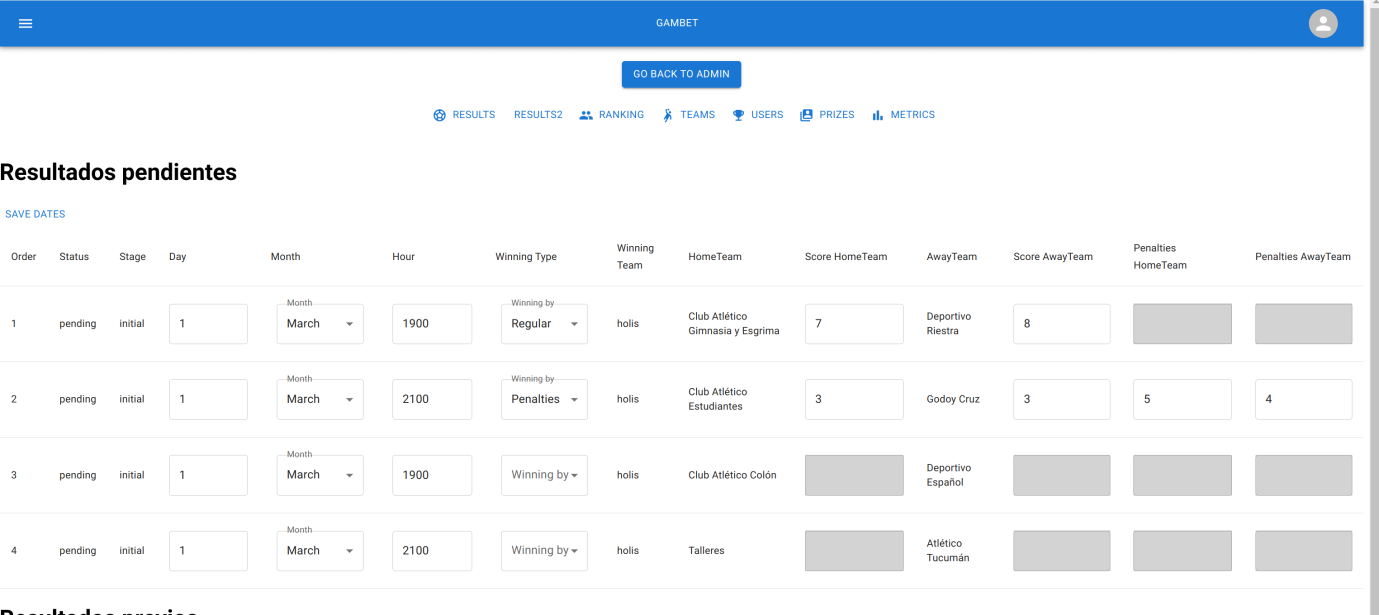 GAMBET
GO BACK TO ADMIN
RESULTS RESULTS2 RANKING TEAMS USERS PRIZES METRICS
Resultados pendientes
SAVE DATES
Order Status Stage Day Month Hour Winning Type Winning Team HomeTeam Score HomeTeam AwayTeam Score AwayTeam Penalties HomeTeam Penalties AwayTeam
1 pending initial 1 Month March 1900 Winning by Regular holis Club Atlético Gimnasia y Esgrima 7 Deportivo Riestra 8
2 pending initial 1 Month March 2100 Winning by Penalties holis Club Atlético Estudiantes 3 Godoy Cruz 3 5 4
3 pending initial 1 Month March 1900 Winning by holis Club Atlético Colón Deportivo Español
4 pending initial 1 Month March 2100 Winning by holis Talleres Atlético Tucumán
Resultados previos